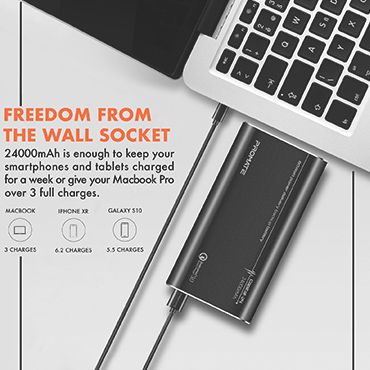 FREEDOM FROM
THE WALL SOCKET
24000mAh is enough to keep your
smartphones and tablets charged
for a week or give your Macbook Pro
over 3 full charges.
MACBOOK
IPHONE XR
GALAXY S10
3 CHARGES
6.2 CHARGES
5.5 CHARGES
PROMATE